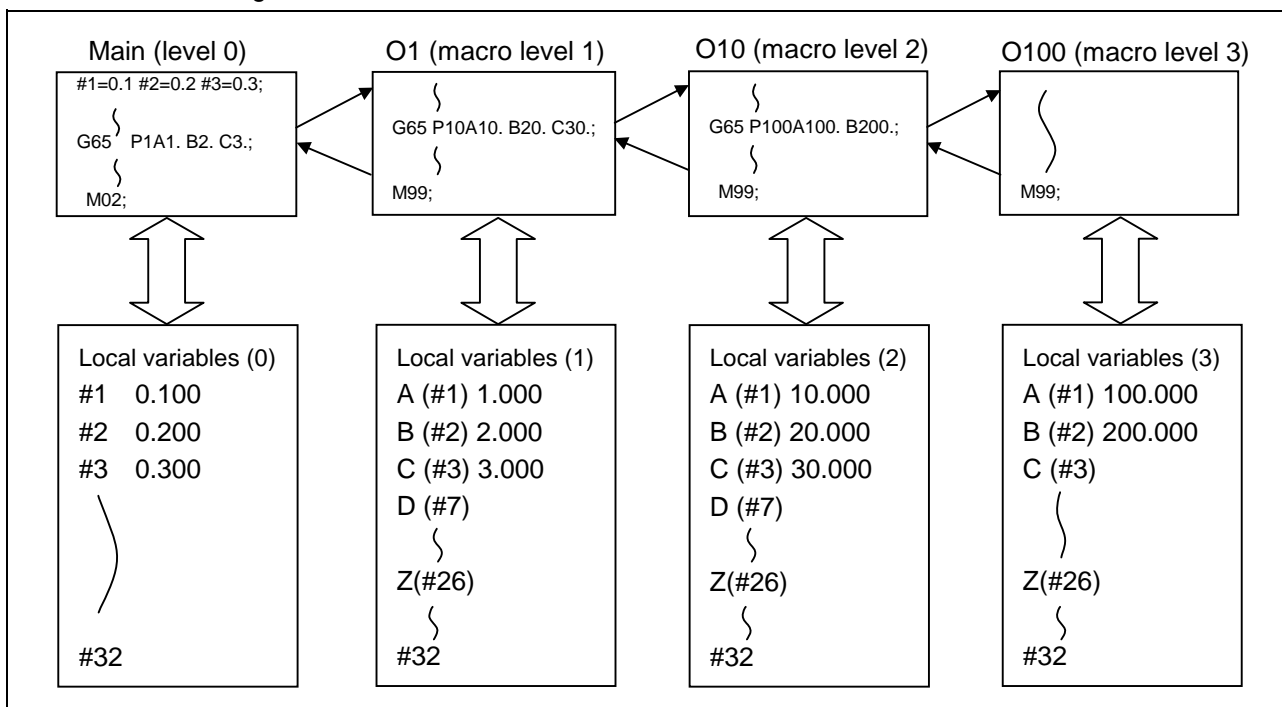 Main (level 0)
#1=0.1 #2=0.2 #3=0.3;
G65 P1A1. B2. C3.;
M02;
O1 (macro level 1)
G65 P10A10. B20. C30.;
M99;
O10 (macro level 2)
G65 P100A100. B200.;
M99;
O100 (macro level 3)
M99;
Local variables (0)
#1 0.100
#2 0.200
#3 0.300
#32
Local variables (1)
A (#1) 1.000
B (#2) 2.000
C (#3) 3.000
D (#7)
Z(#26)
#32
Local variables (2)
A (#1) 10.000
B (#2) 20.000
C (#3) 30.000
D (#7)
Z(#26)
#32
Local variables (3)
A (#1) 100.000
B (#2) 200.000
C (#3)
Z(#26)
#32